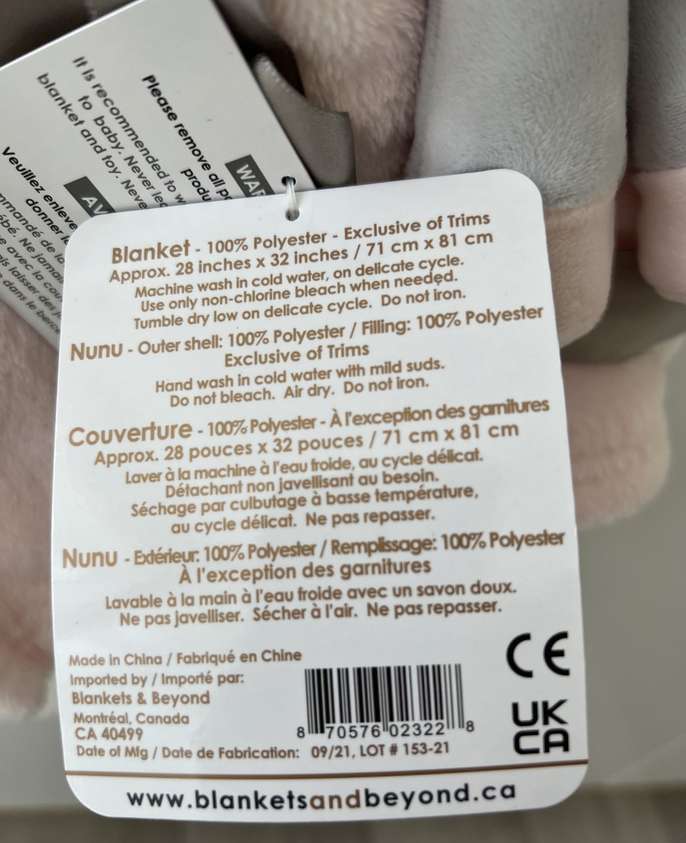 Blanket - 100% Polyester - Exclusive of Trims
Approx. 28 inches x 32 inches / 71 cm x 81 cm
Machine wash in cold water, on delicate cycle.
Use only non-chlorine bleach when needed.
Tumble dry low on delicate cycle. Do not iron.
Nunu - Outer shell: 100% Polyester / Filling: 100% Polyester
Exclusive of Trims
Hand wash in cold water with mild suds.
Do not bleach. Air dry. Do not iron.
Couverture - 100% Polyester - À l'exception des garnitures
Approx. 28 pouces x 32 pouces / 71 cm x 81 cm
Laver à la machine à l'eau froide, au cycle délicat.
Détachant non javellisant au besoin.
Séchage par culbutage à basse température,
au cycle délicat. Ne pas repasser.
Nunu - Extérieur: 100% Polyester / Remplissage: 100% Polyester
À l'exception des garnitures
Lavable à la main à l'eau froide avec un savon doux.
Ne pas javelliser. Sécher à l'air. Ne pas repasser.
Made in China / Fabriqué en Chine
Imported by / Importé par:
Blankets & Beyond
Montréal, Canada
CA 40499
Date of Mfg / Date de Fabrication: 09/21, LOT # 153-21
8 70576 02322 8
CE
UK
CA
www.blanketsandbeyond.ca
Please remove all
It is recommended to
to baby. Never
blanket and toy.
Veuillez
donner